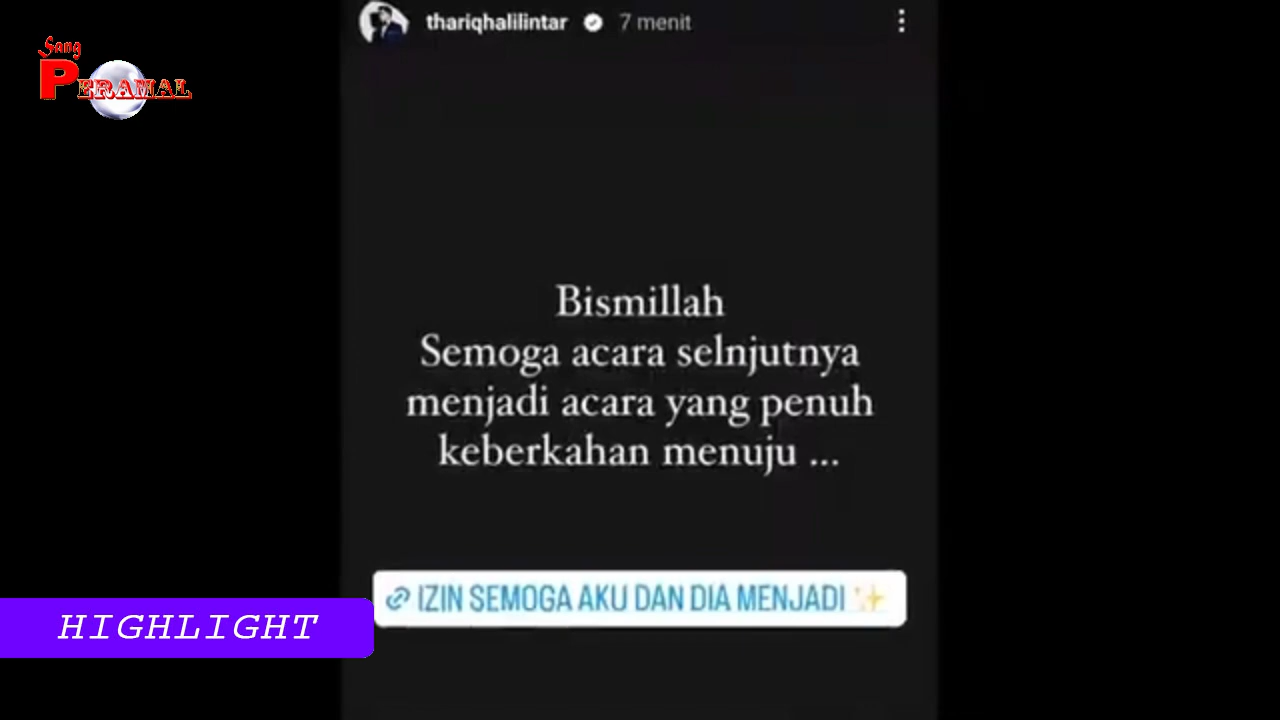 thariqhalilintar 7 menit
Sang
PERAMAL
Bismillah
Semoga acara selnjutnya
menjadi acara yang penuh
keberkahan menuju ...
IZIN SEMOGA AKU DAN DIA MENJADI ✨
HIGHLIGHT